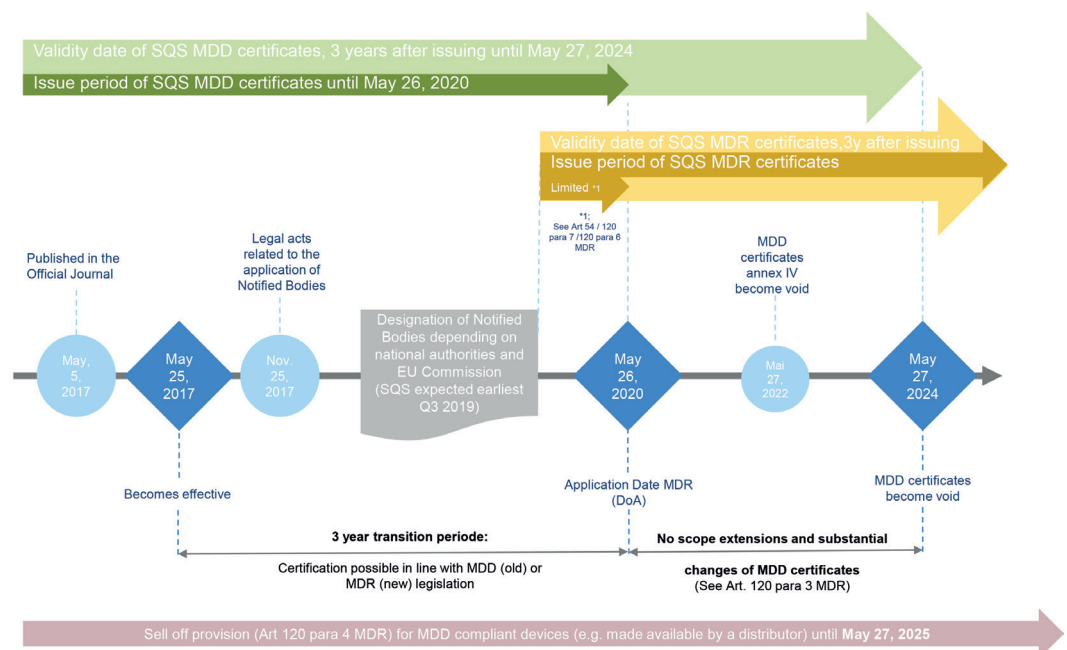 Validity date of SQS MDD certificates, 3 years after issuing until May 27, 2024
Issue period of SQS MDD certificates until May 26, 2020
Validity date of SQS MDR certificates,3y after issuing
Issue period of SQS MDR certificates
Limited *1
*1;
See Art 54 / 120
para 7 /120 para 6
MDR
Published in the
Official Journal
Legal acts
related to the
application of
Notified Bodies
MDD
certificates
annex IV
become void
May,
5,
2017
May
25,
2017
Nov.
25,
2017
Designation of Notified
Bodies depending on
national authorities and
EU Commission
(SQS expected earliest
Q3 2019)
May
26,
2020
Mai
27,
2022
May
27,
2024
Becomes effective
Application Date MDR
(DoA)
MDD certificates
become void
3 year transition periode:
Certification possible in line with MDD (old) or
MDR (new) legislation
No scope extensions and substantial
changes of MDD certificates
(See Art. 120 para 3 MDR)
Sell off provision (Art 120 para 4 MDR) for MDD compliant devices (e.g. made available by a distributor) until May 27, 2025